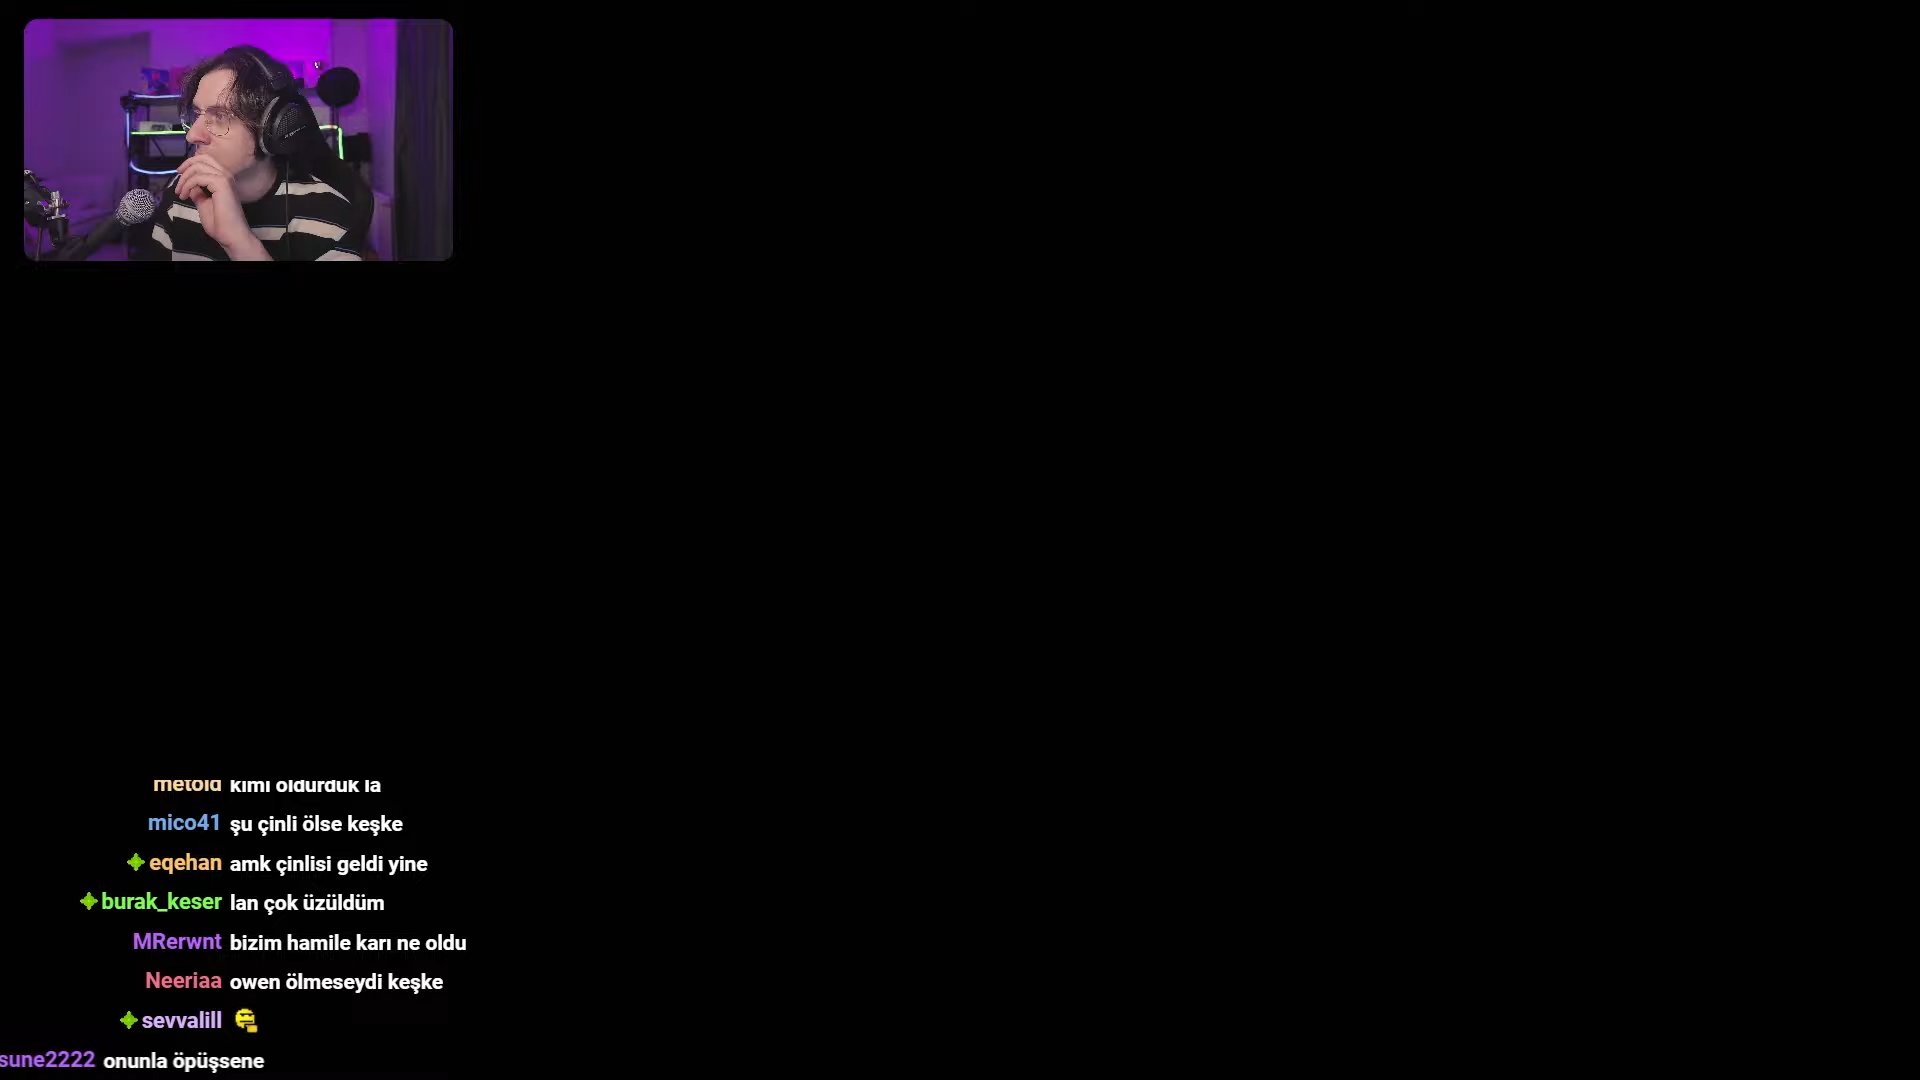 metoid kimi öldürdük la
mico41 şu çinli ölse keşke
eqehan amk çinlisi geldi yine
burak_keser lan çok üzüldüm
MRerwnt bizim hamile karı ne oldu
Neeriaa owen ölmeseydi keşke
sevvalill
sune2222 onunla öpüşsene